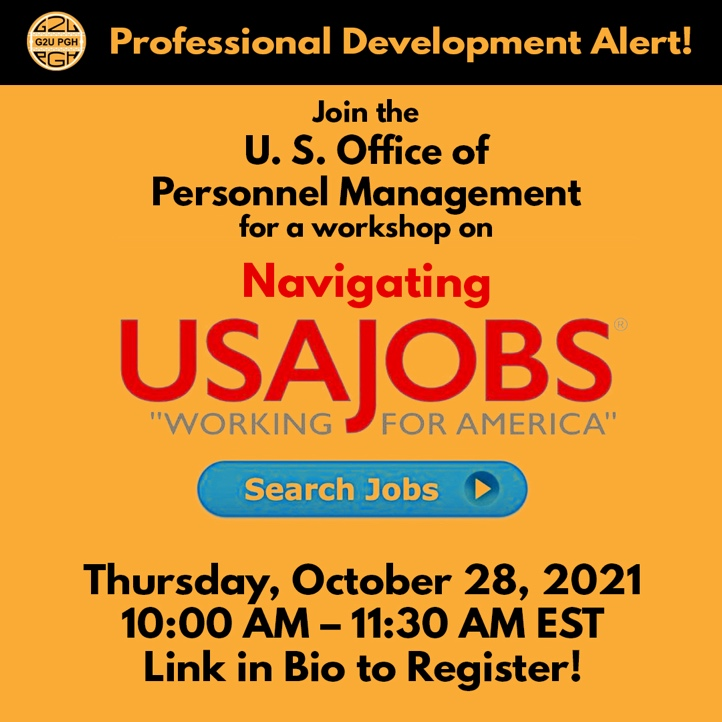 G2U
G2U PGH
PGH
Professional Development Alert!
Join the
U. S. Office of
Personnel Management
for a workshop on
Navigating
USAJOBS®
"WORKING FOR AMERICA"
Search Jobs
Thursday, October 28, 2021
10:00 AM – 11:30 AM EST
Link in Bio to Register!